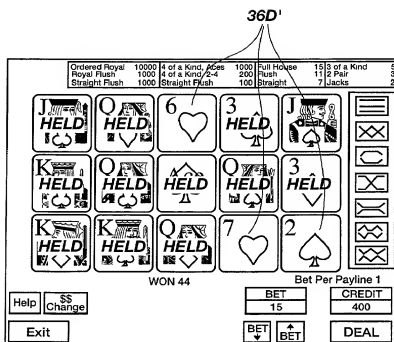 36D'
Ordered Royal 10000 4 of a Kind, Aces 1000 Full House 15 3 of a Kind
Royal Flush 1000 4 of a Kind, 2-4 200 Flush 11 2 Pair
Straight Flush 1000 Straight Flush 100 Straight 7 Jacks
J HELD Q HELD 6 3 HELD J
K HELD Q HELD HELD Q HELD 3 HELD
K HELD K HELD Q HELD 7 2
WON 44
Bet Per Payline 1
Help $$ Change BET 15 CREDIT 400
Exit BET BET DEAL